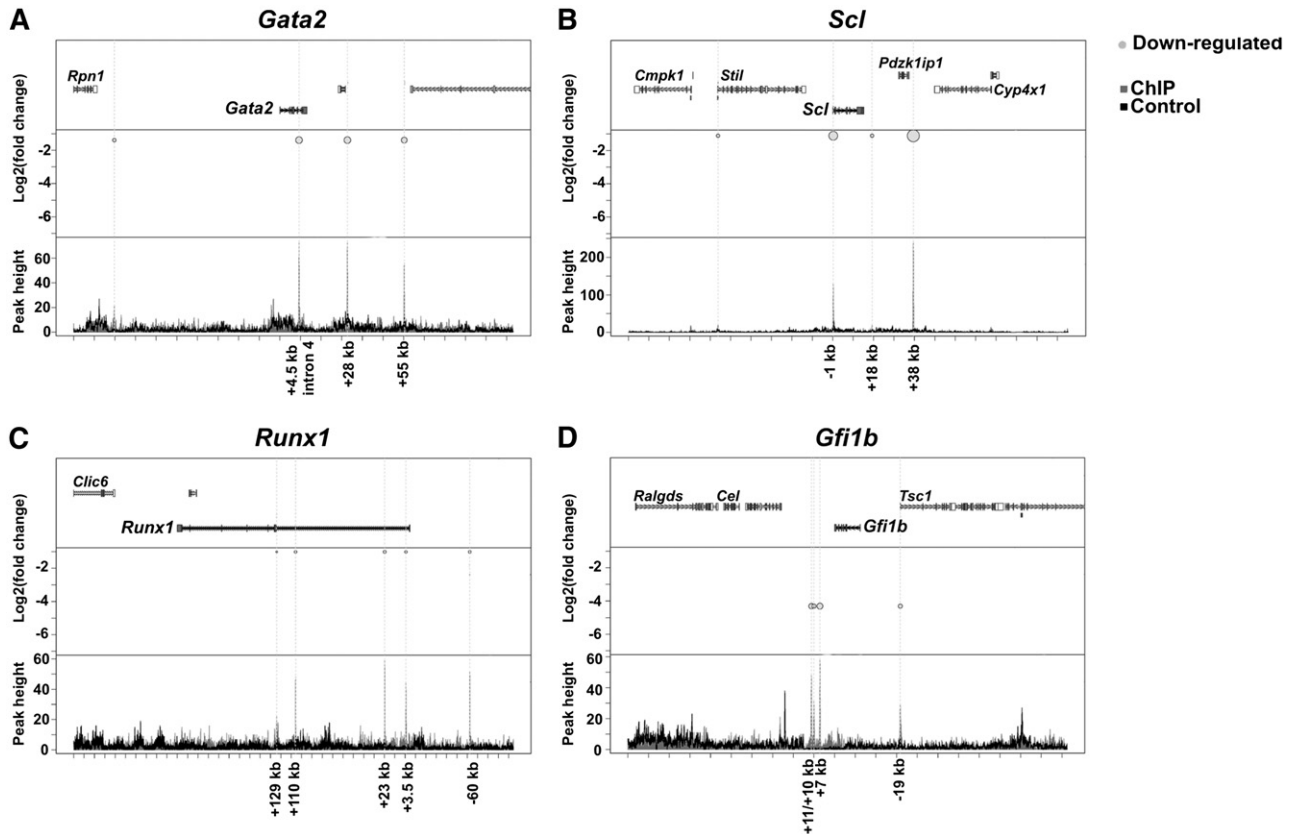 A
Gata2
Log2(fold change)
Peak height
Rpn1
Gata2
-2
-4
-6
60
40
20
0
+4.5 kb
intron 4
+28 kb
+55 kb
B
Scl
Log2(fold change)
Peak height
Cmpk1
Stil
Pdzk1ip1
Scl
Cyp4x1
-2
-4
-6
200
100
0
-1 kb
+18 kb
+38 kb
Down-regulated
ChIP
Control
C
Runx1
Log2(fold change)
Peak height
Clic6
Runx1
-2
-4
-6
60
40
20
0
+129 kb
+110 kb
+23 kb
+3.5 kb
-60 kb
D
Gfi1b
Log2(fold change)
Peak height
Ralgds
Cel
Tsc1
Gfi1b
-2
-4
-6
60
40
20
0
+11/+10 kb
+7 kb
-19 kb